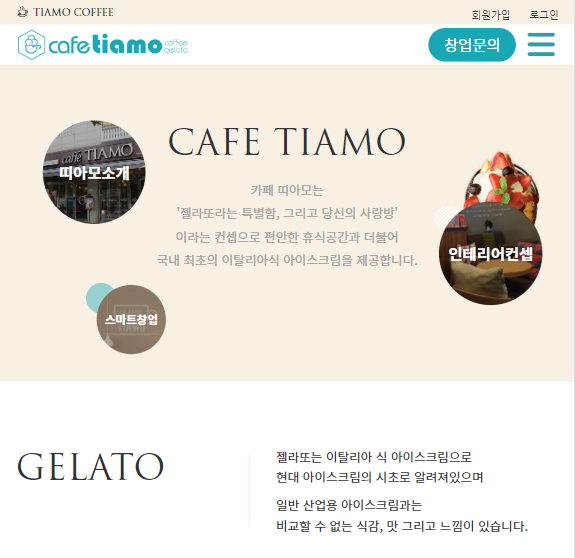 TIAMO COFFEE
회원가입 로그인
cafe tiamo coffee gelato
창업문의
CAFE TIAMO
cafe TIAMO
띠아모소개
카페 띠아모는
'젤라또라는 특별함, 그리고 당신의 사랑방'
이라는 컨셉으로 편안한 휴식공간과 더불어
국내 최초의 이탈리아식 아이스크림을 제공합니다.
인테리어컨셉
스마트창업
TIAMO
GELATO
젤라또는 이탈리아 식 아이스크림으로
현대 아이스크림의 시초로 알려져있으며
일반 산업용 아이스크림과는
비교할 수 없는 식감, 맛 그리고 느낌이 있습니다.